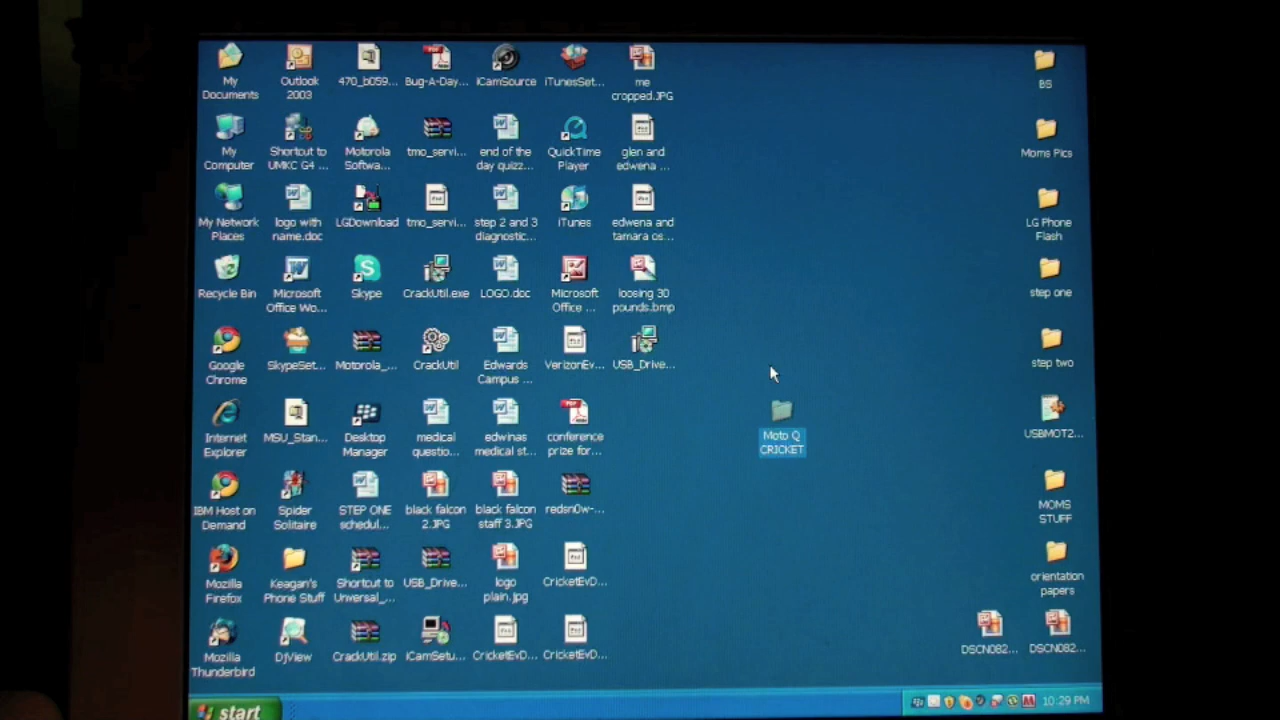 My
Documents
Outlook
2003
470_b059...
Bug-A-Day...
iCamSource
iTunesSet...
me
cropped.JPG
BS
My
Computer
Shortcut to
UMKC G4 ...
Motorola
Softwa...
tmo_servi...
end of the
day quizz...
QuickTime
Player
glen and
edwena ...
Moms Pics
My Network
Places
logo with
name.doc
LGDownload
tmo_servi...
step 2 and 3
diagnostic...
iTunes
edwena and
tamara os...
LG Phone
Flash
Recycle Bin
Microsoft
Office Wo...
Skype
CrackUtil.exe
LOGO.doc
Microsoft
Office ...
loosing 30
pounds.bmp
step one
Google
Chrome
SkypeSet...
Motorola_...
CrackUtil
Edwards
Campus ...
VerizonEv...
USB_Drive...
step two
Internet
Explorer
MSU_Stan...
Desktop
Manager
medical
questio...
edwinas
medical st...
conference
prize for...
Moto Q
CRICKET
USBMOT2...
IBM Host on
Demand
Spider
Solitaire
STEP ONE
schedul...
black falcon
2.JPG
black falcon
staff 3.JPG
redsn0w-...
MOMS
STUFF
Mozilla
Firefox
Keagan's
Phone Stuff
Shortcut to
Unversal_...
USB_Drive...
logo
plain.jpg
CricketEvD...
orientation
papers
Mozilla
Thunderbird
DjView
CrackUtil.zip
iCamSetu...
CricketEvD...
CricketEvD...
DSCN082...
DSCN082...
start
10:29 PM